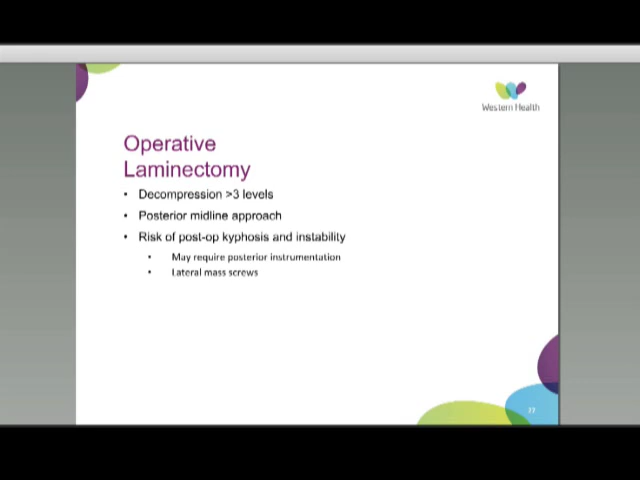 Western Health
Operative
Laminectomy
• Decompression >3 levels
• Posterior midline approach
• Risk of post-op kyphosis and instability
• May require posterior instrumentation
• Lateral mass screws
77